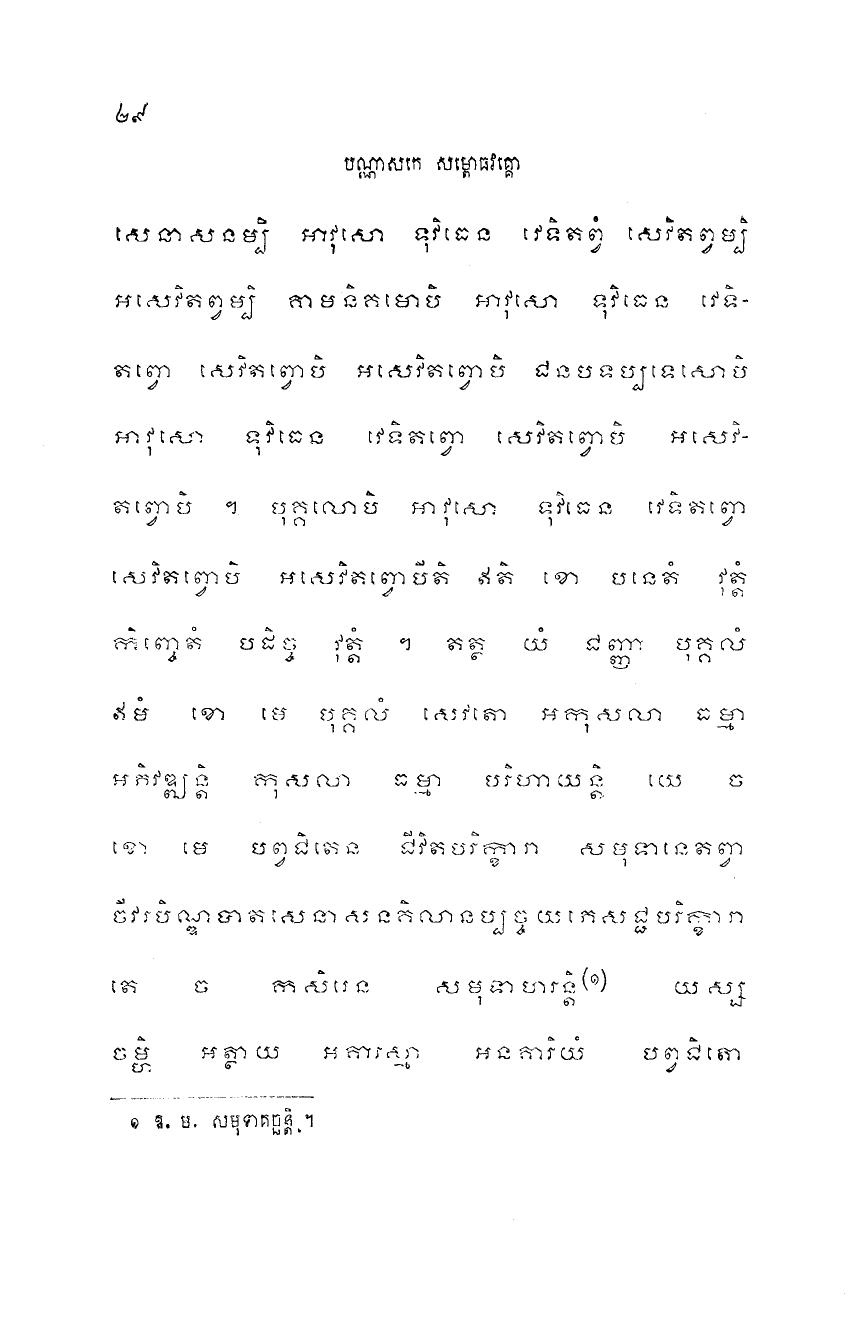 ៤៩
បណ្ណាសកេ សម្ពោធវគ្គោ
សេនាសនម្បិ អាវុសោ ទុវិធេន វេទិតព្វំ សេវិតព្វម្បិ
អសេវិតព្វម្បិ គាមនិគមោបិ អាវុសោ ទុវិធេន វេទិ-
តព្វោ សេវិតព្វោបិ អសេវិតព្វោបិ ជនបទប្បទេសោបិ
អាវុសោ ទុវិធេន វេទិតព្វោ សេវិតព្វោបិ អសេវិ-
តព្វោបិ ។ បុគ្គលោបិ អាវុសោ ទុវិធេន វេទិតព្វោ
សេវិតព្វោបិ អសេវិតព្វោបីតិ ឥតិ ខោ បនេតំ វុត្តំ
កិញ្ចេតំ បដិច្ច វុត្តំ ។ តត្ថ យំ ជញ្ញា បុគ្គលំ
ឥមំ ខោ មេ បុគ្គលំ សេវតោ អកុសលា ធម្មា
អភិវឌ្ឍន្តិ កុសលា ធម្មា បរិហាយន្តិ យេ ច
ខោ មេ បព្វជិតេន ជីវិតបរិក្ខារា សមុទានេតព្វា
ចីវរបិណ្ឌបាតសេនាសនគិលានប្បច្ចយភេសជ្ជបរិក្ខារា
តេ ច កសិរេន សមុទាហរន្តិ(១) យស្ស
ចម្ហិ អត្ថាយ អគារស្មា អនគារិយំ បព្វជិតោ
១ ឱ. ម. សមុទាគច្ឆន្តិ ។